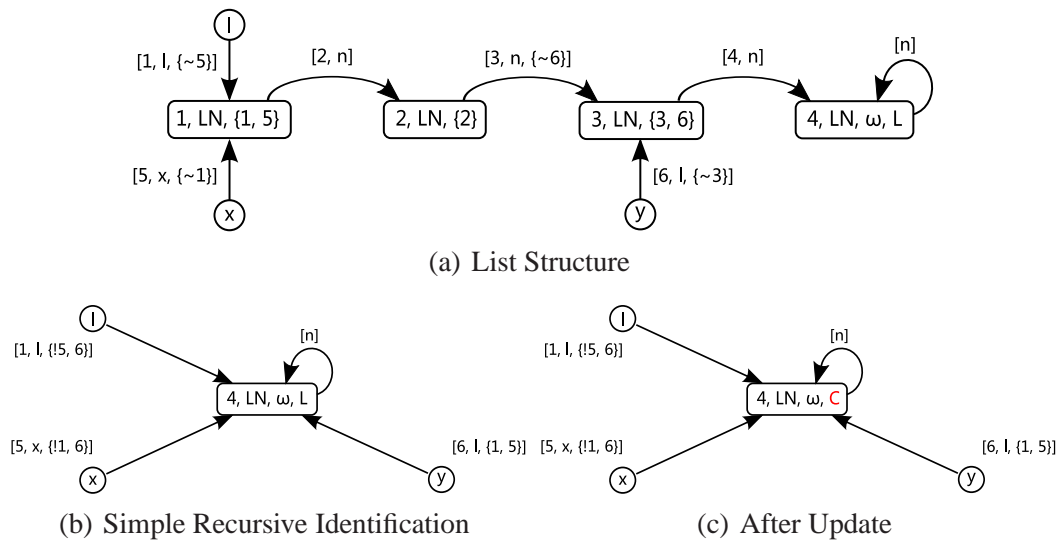 l
[1, l, {~5}]
[2, n]
[3, n, {~6}]
[4, n]
[n]
1, LN, {1, 5}
2, LN, {2}
3, LN, {3, 6}
4, LN, ω, L
[5, x, {~1}]
[6, l, {~3}]
x
y
(a) List Structure
l
[n]
[1, l, {!5, 6}]
4, LN, ω, L
[5, x, {!1, 6}]
[6, l, {1, 5}]
x
y
(b) Simple Recursive Identification
l
[n]
[1, l, {!5, 6}]
4, LN, ω, C
[5, x, {!1, 6}]
[6, l, {1, 5}]
x
y
(c) After Update